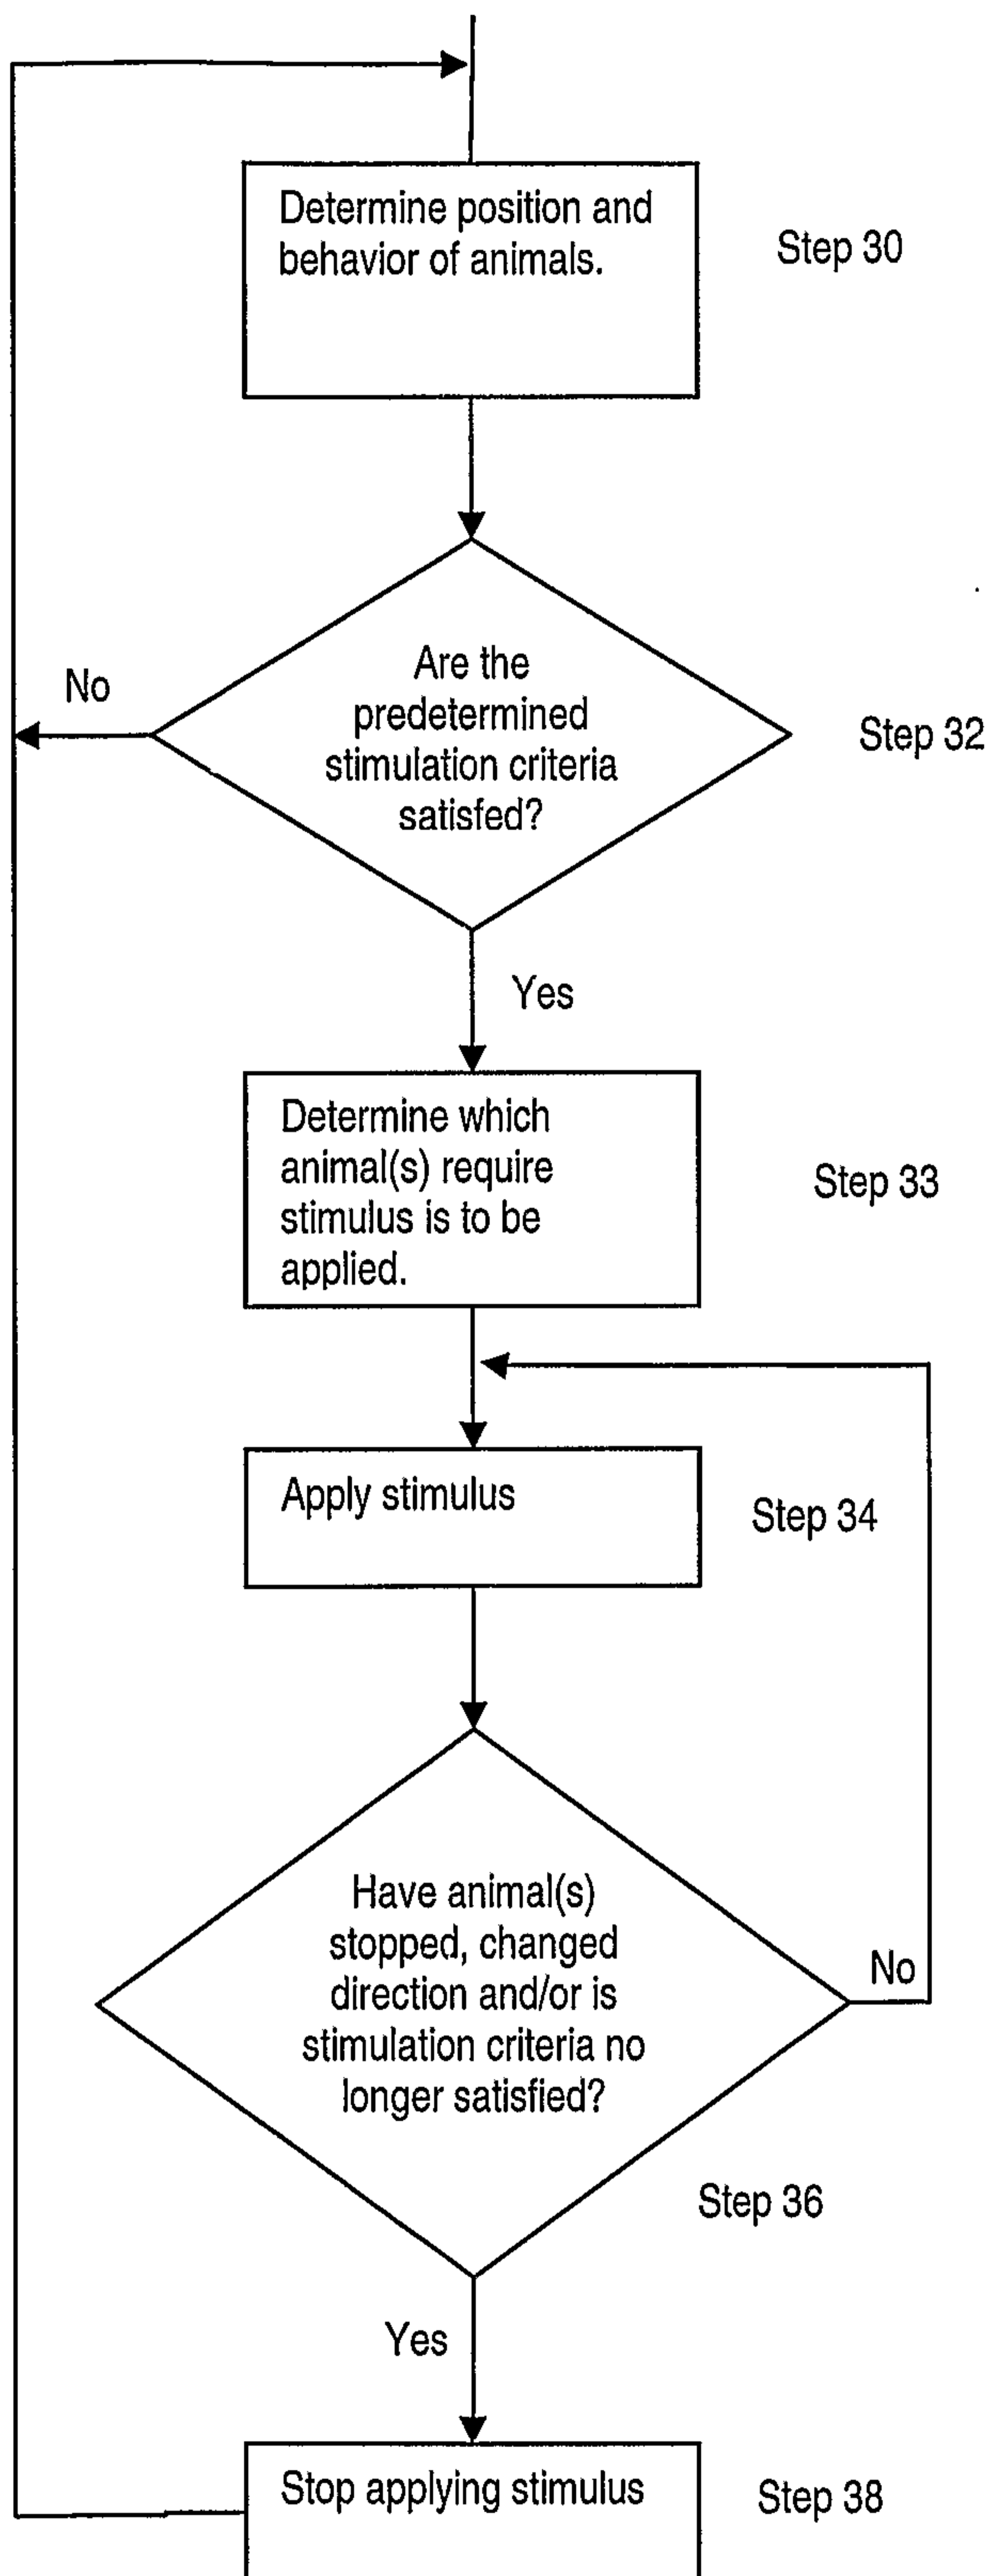 Determine position and
behavior of animals.
Step 30
Are the
predetermined
stimulation criteria
satisfed?
No
Step 32
Yes
Determine which
animal(s) require
stimulus is to be
applied.
Step 33
Apply stimulus
Step 34
Have animal(s)
stopped, changed
direction and/or is
stimulation criteria no
longer satisfied?
No
Step 36
Yes
Stop applying stimulus
Step 38